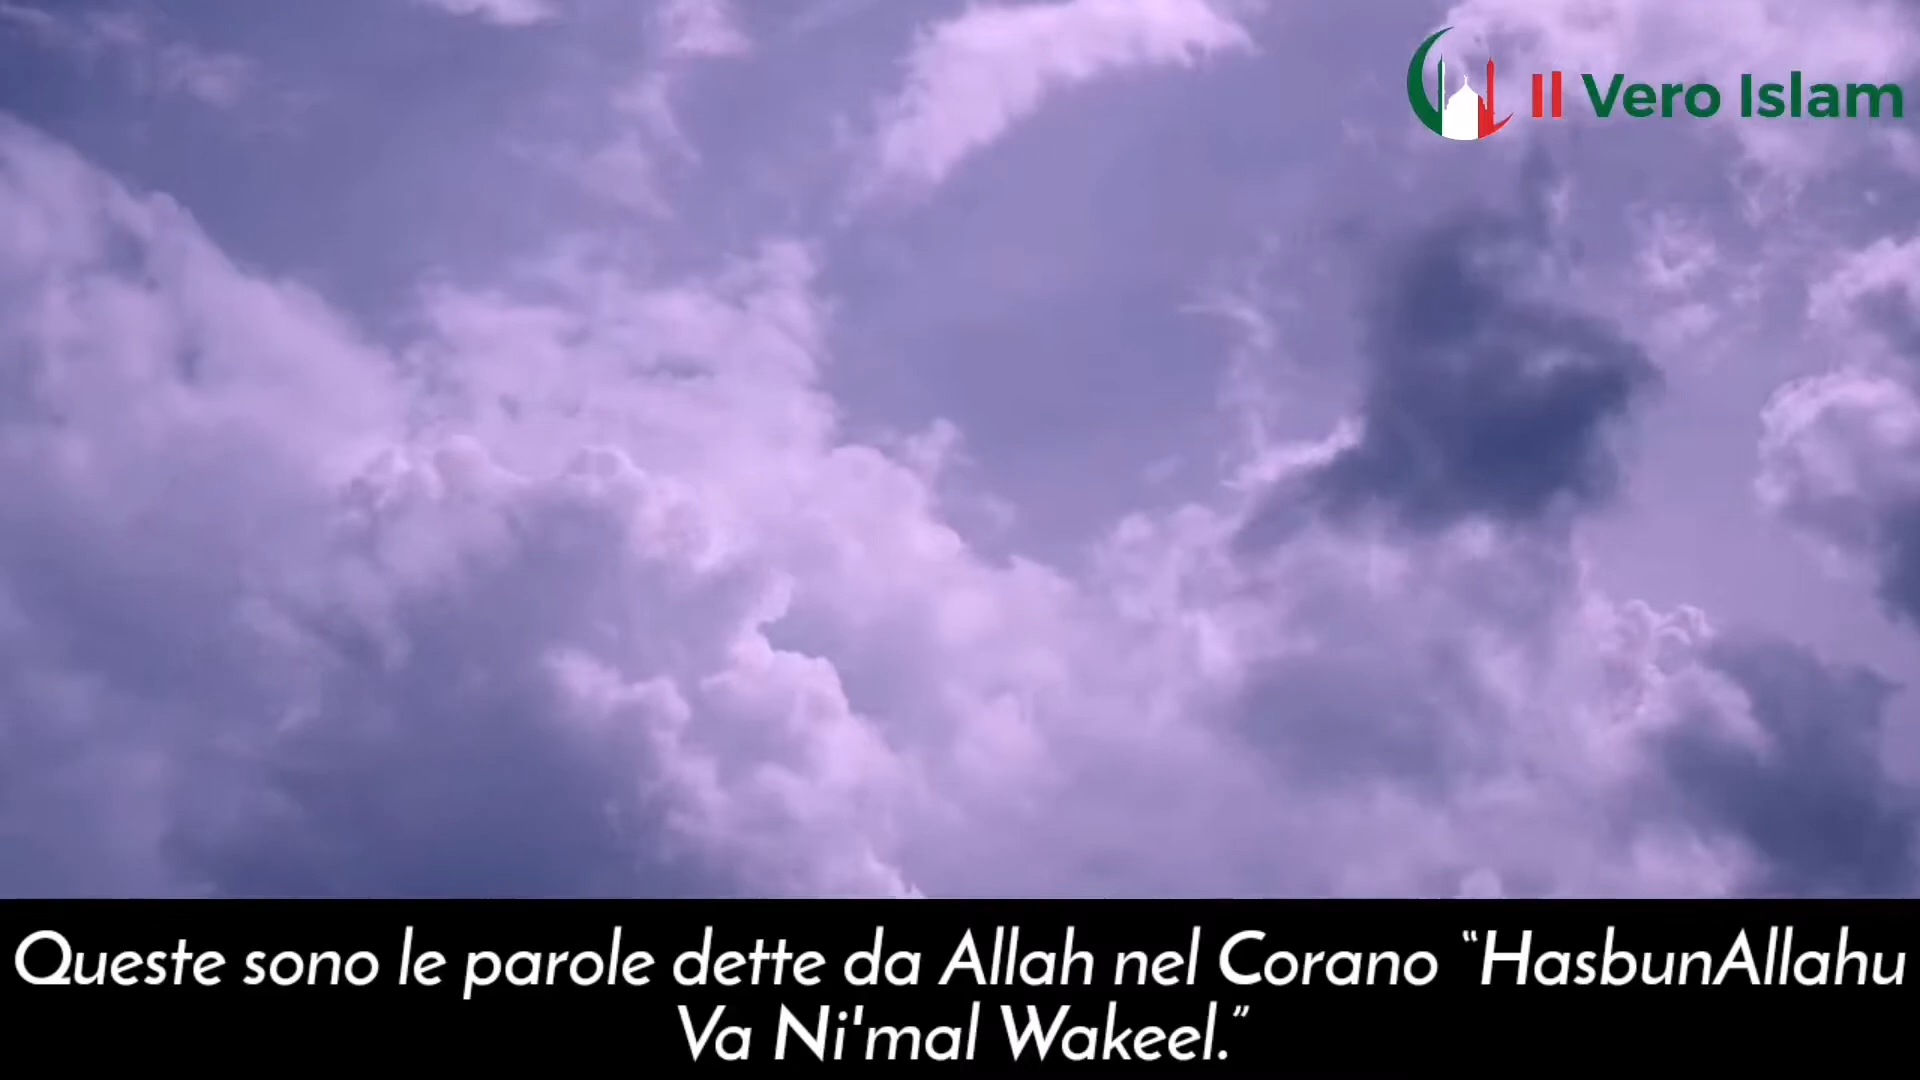 Il Vero Islam
Queste sono le parole dette da Allah nel Corano “HasbunAllahu
Va Ni'mal Wakeel.”